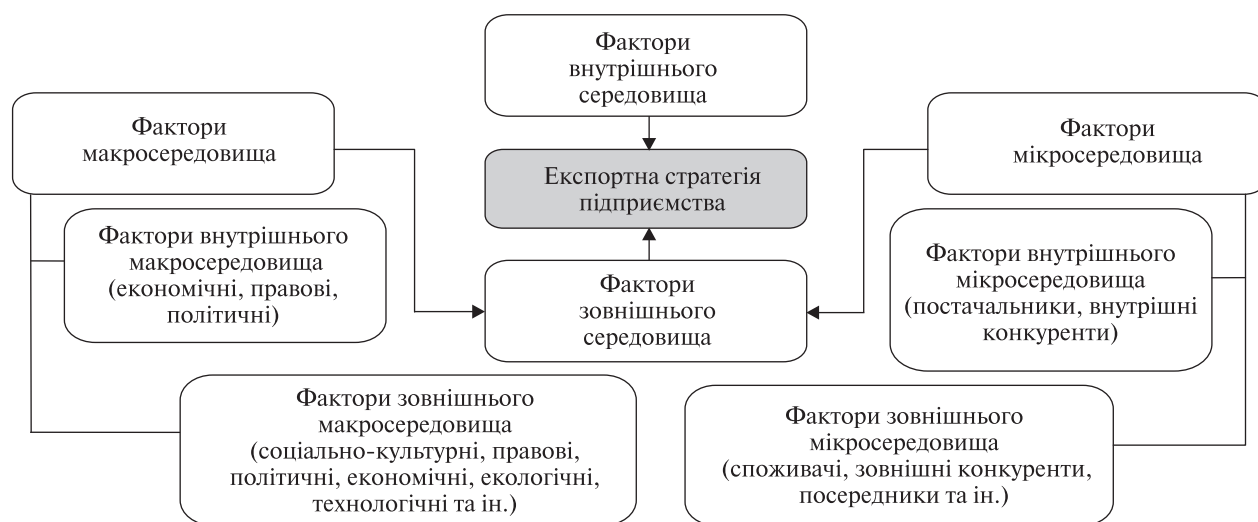 Фактори
внутрішнього
середовища
Фактори
макросередовища
Фактори
мікросередовища
Експортна стратегія
підприємства
Фактори внутрішнього
макросередовища
(економічні, правові,
політичні)
Фактори
зовнішнього
середовища
Фактори внутрішнього
мікросередовища
(постачальники, внутрішні
конкуренти)
Фактори зовнішнього
макросередовища
(соціально-культурні, правові,
політичні, економічні, екологічні,
технологічні та ін.)
Фактори зовнішнього
мікросередовища
(споживачі, зовнішні конкуренти,
посередники та ін.)